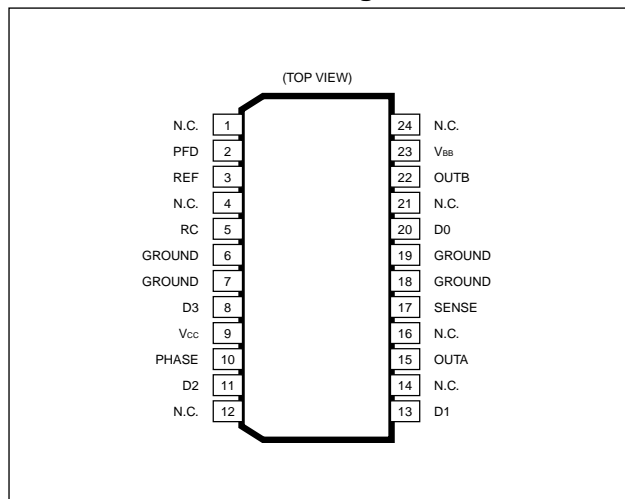 (TOP VIEW)
N.C. 1 24 N.C.
PFD 2 23 VBB
REF 3 22 OUTB
N.C. 4 21 N.C.
RC 5 20 D0
GROUND 6 19 GROUND
GROUND 7 18 GROUND
D3 8 17 SENSE
Vcc 9 16 N.C.
PHASE 10 15 OUTA
D2 11 14 N.C.
N.C. 12 13 D1